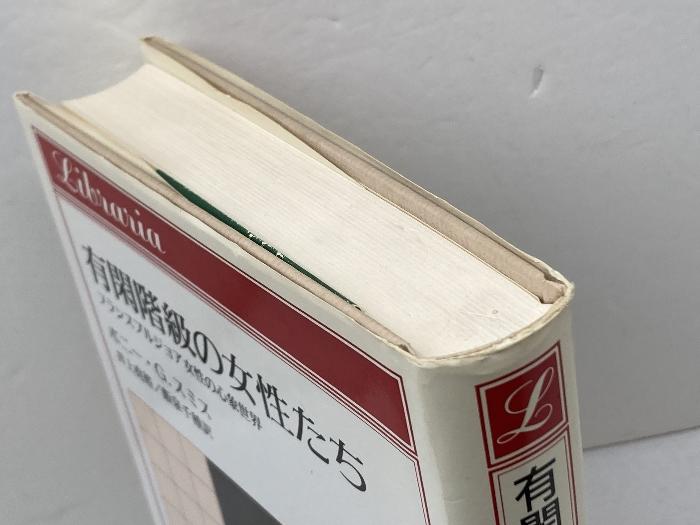 Libraria
有閑階級の女性たち
フランスブルジョア女性の心象世界
ボニー・G.スミス
井上堯裕/飯泉千種訳
L
有閑